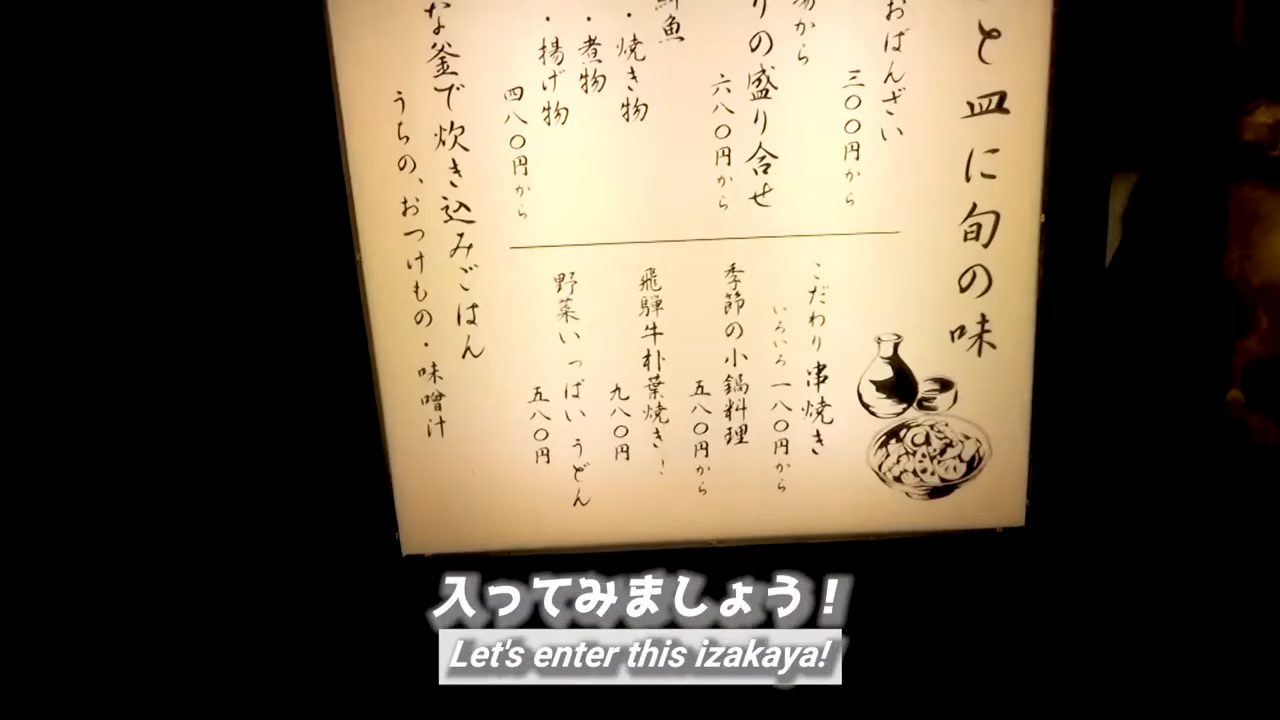 と皿に旬の味
おばんざい
三〇〇円から
から
りの盛り合せ
六八〇円から
魚
・焼き物
・煮物
・揚げ物
四八〇円から
こだわり串焼き
いろいろ一八〇円から
季節の小鍋料理
五八〇円から
飛騨牛朴葉焼き！
九八〇円
野菜いっぱいうどん
五八〇円
な釜で炊き込みごはん
うちの、おつけもの・味噌汁
入ってみましょう！
Let's enter this izakaya!